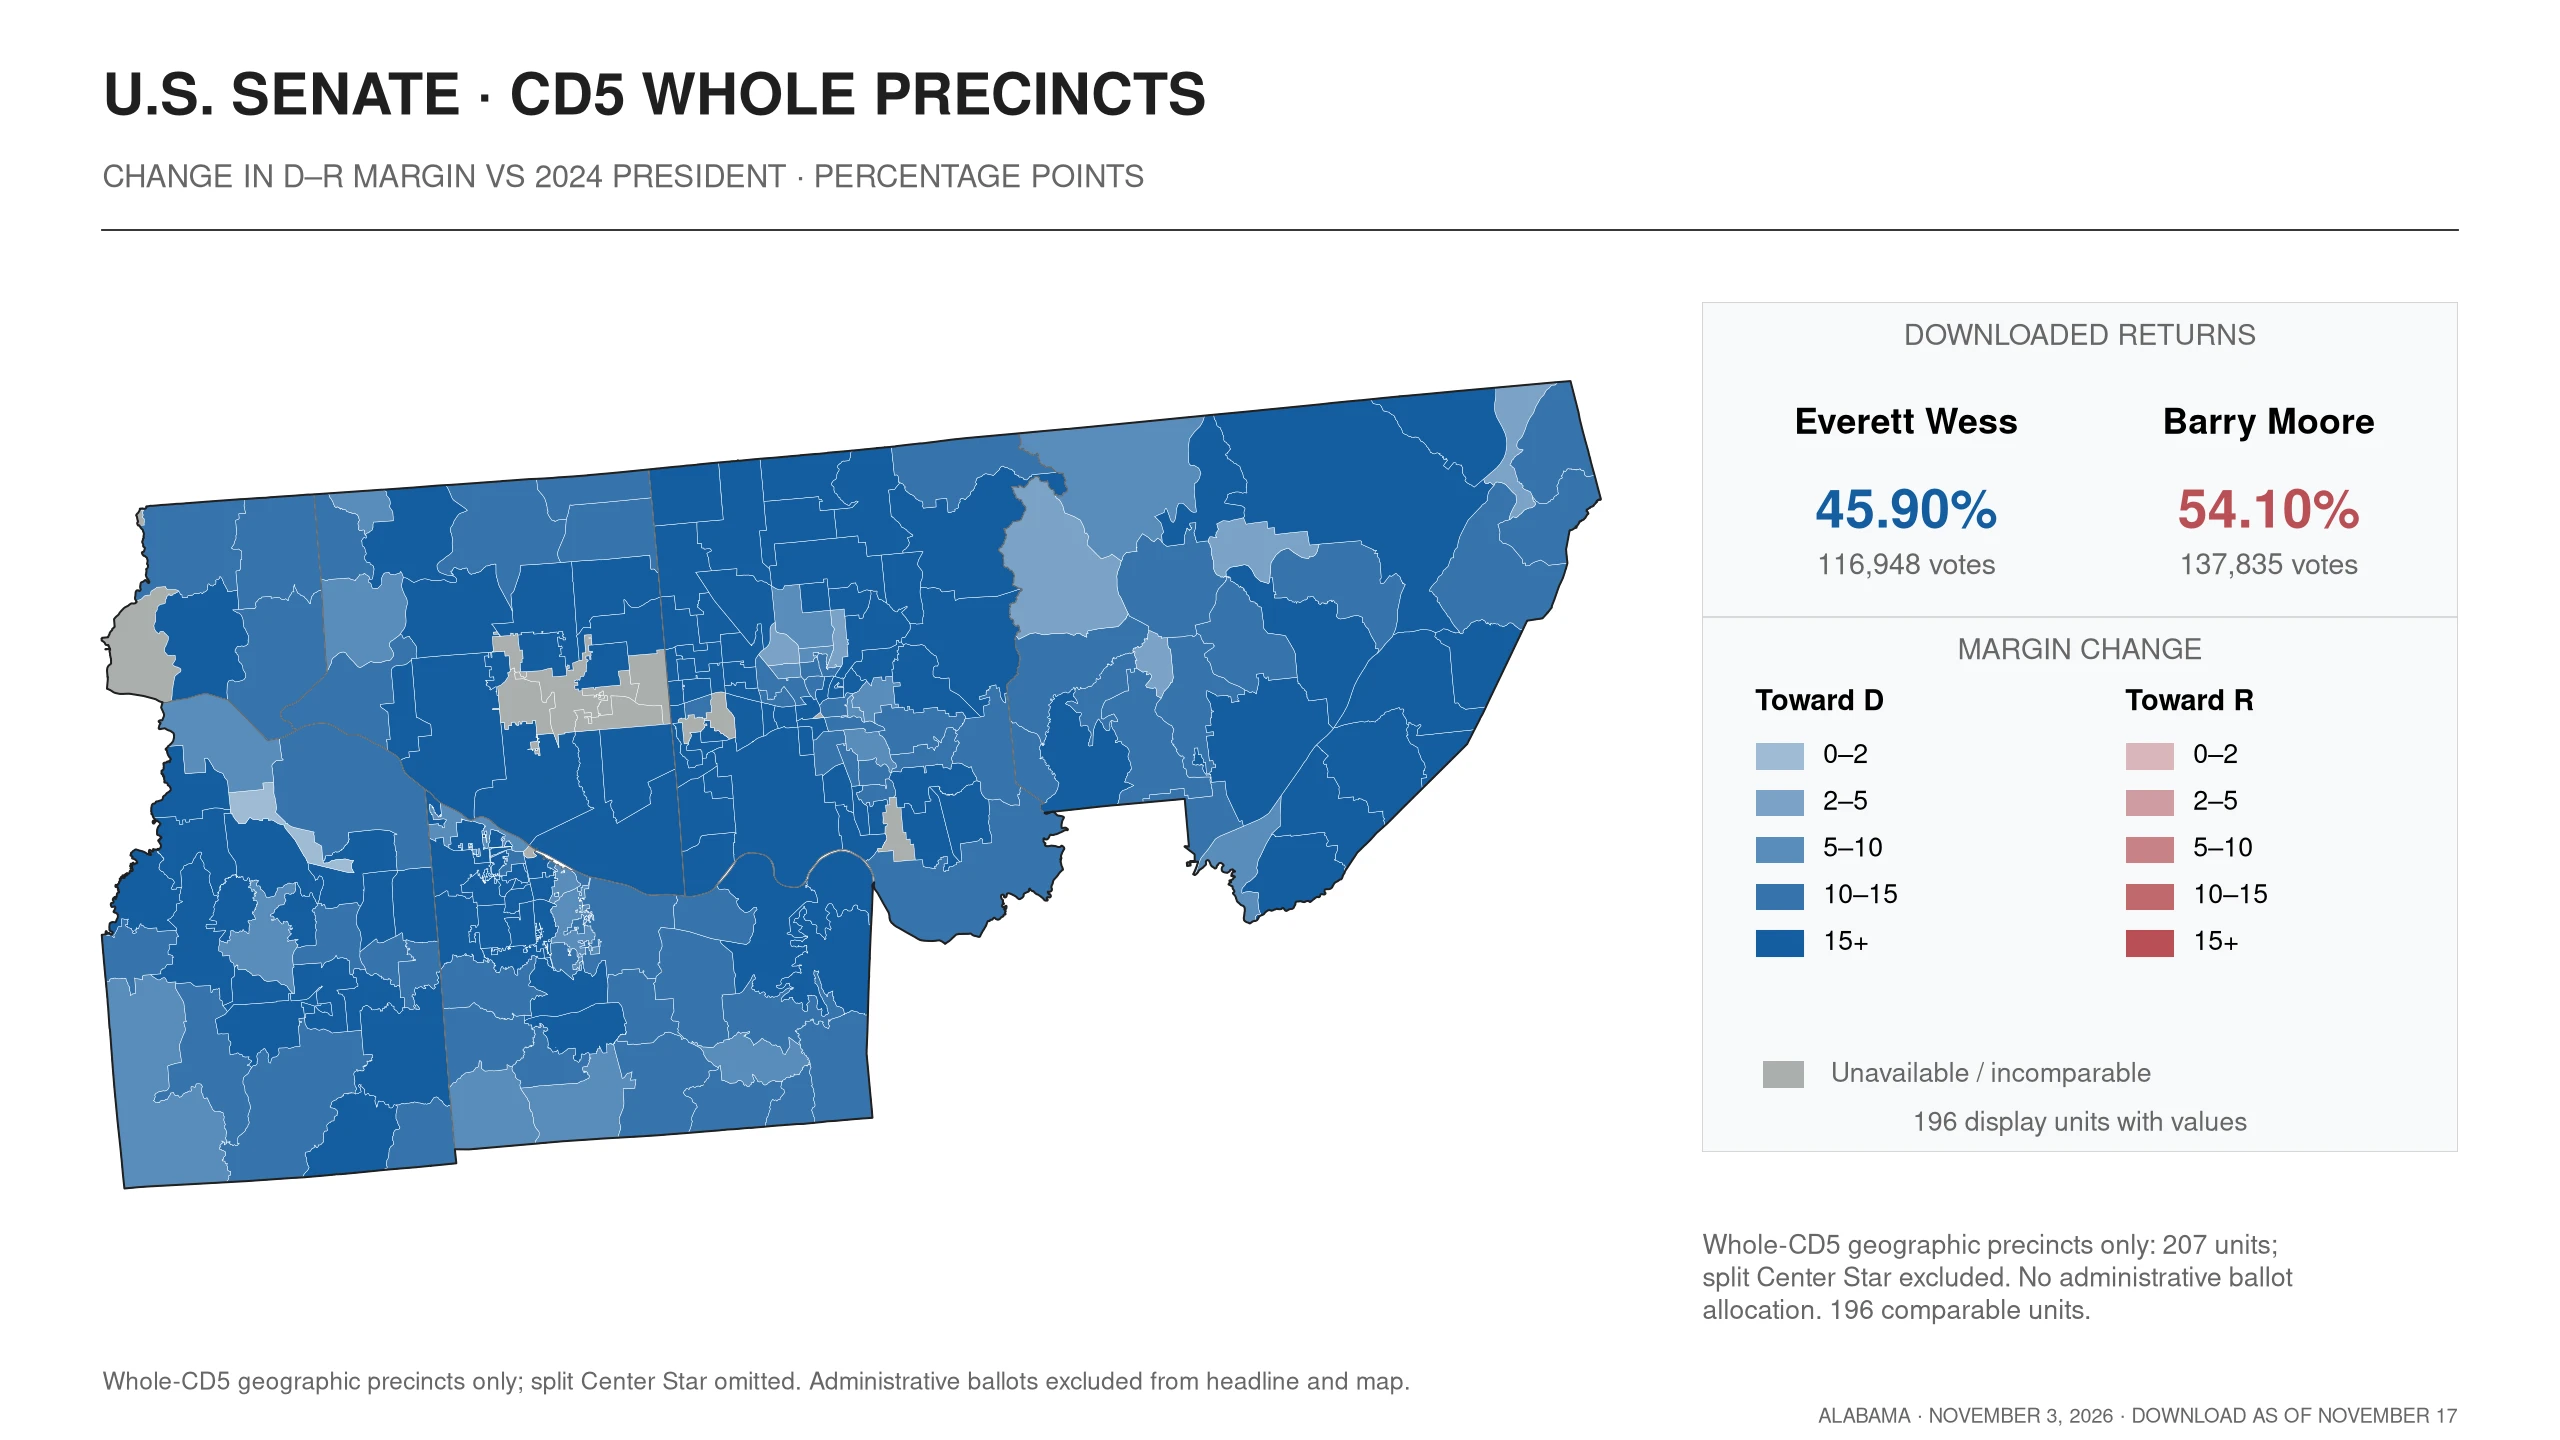 U.S. SENATE · CD5 WHOLE PRECINCTS
CHANGE IN D–R MARGIN VS 2024 PRESIDENT · PERCENTAGE POINTS
DOWNLOADED RETURNS
Everett Wess Barry Moore
45.90% 54.10%
116,948 votes 137,835 votes
MARGIN CHANGE
Toward D Toward R
0–2 0–2
2–5 2–5
5–10 5–10
10–15 10–15
15+ 15+
Unavailable / incomparable
196 display units with values
Whole-CD5 geographic precincts only: 207 units;
split Center Star excluded. No administrative ballot
allocation. 196 comparable units.
Whole-CD5 geographic precincts only; split Center Star omitted. Administrative ballots excluded from headline and map.
ALABAMA · NOVEMBER 3, 2026 · DOWNLOAD AS OF NOVEMBER 17